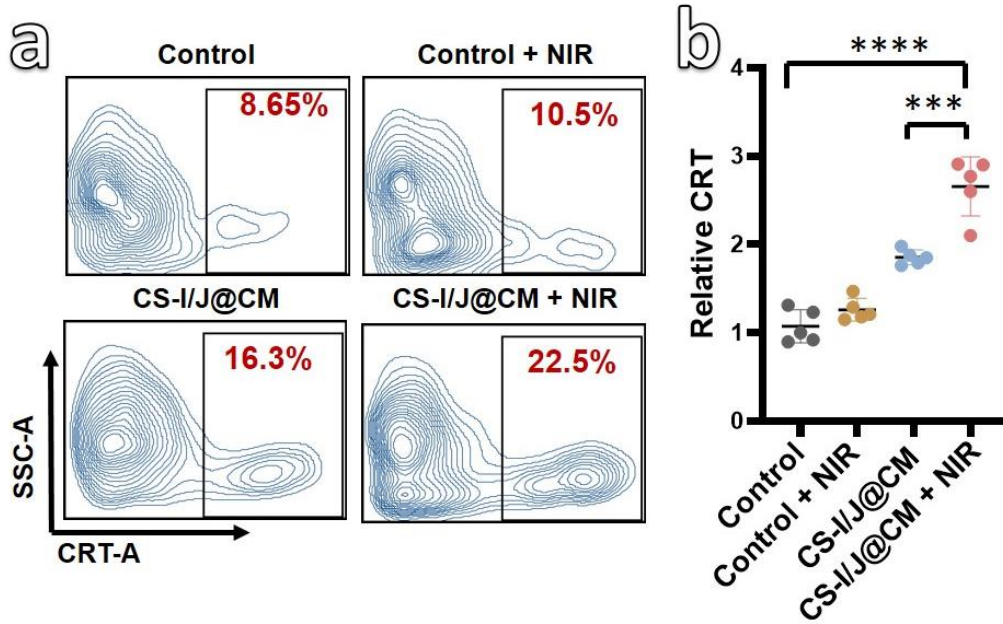 a
Control
Control + NIR
8.65%
10.5%
CS-I/J@CM
CS-I/J@CM + NIR
16.3%
22.5%
SSC-A
CRT-A
b
****
***
Relative CRT
4
3
2
1
0
Control
Control + NIR
CS-I/J@CM
CS-I/J@CM + NIR